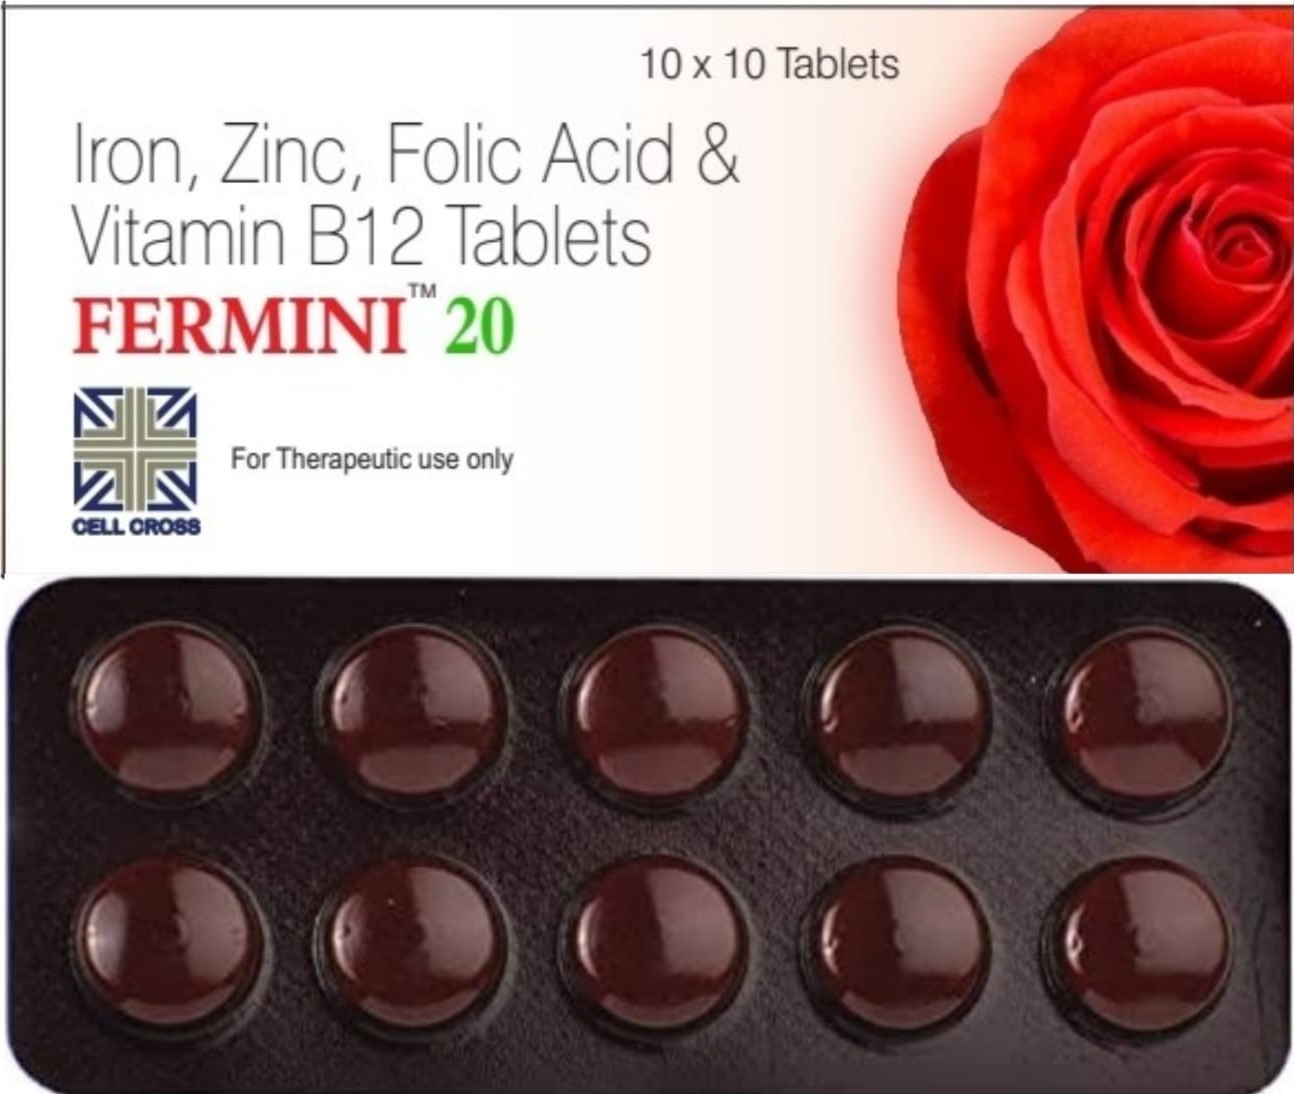 10 x 10 Tablets
Iron, Zinc, Folic Acid &
Vitamin B12 Tablets
FERMINI™ 20
For Therapeutic use only
CELL CROSS